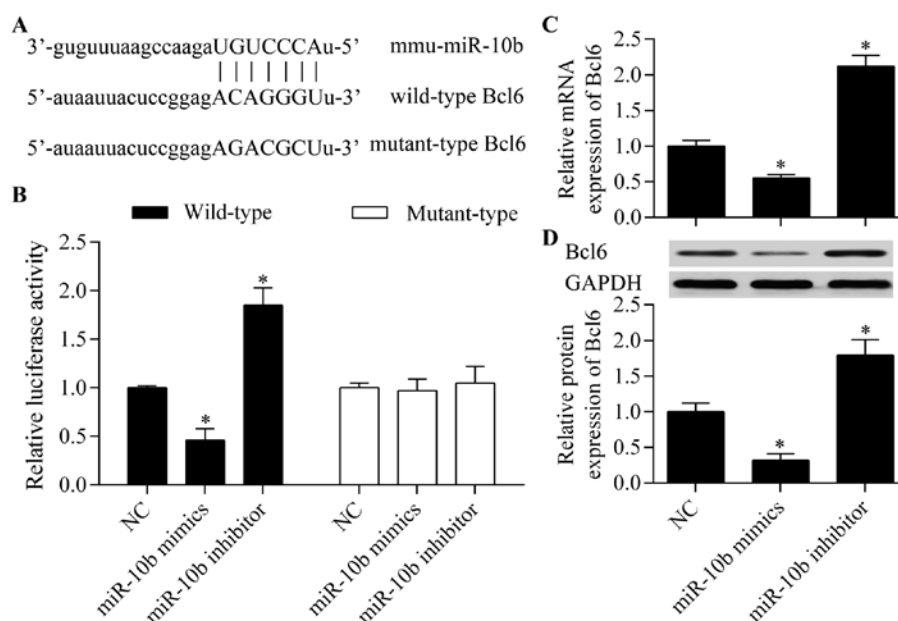 A
3’-guguuuaagccaagaUGUCCCAu-5’ mmu-miR-10b
5’-auaauuacuccggagACAGGGUu-3’ wild-type Bcl6
5’-auaauuacuccggagAGACGCUu-3’ mutant-type Bcl6
B
Wild-type Mutant-type
Relative luciferase activity
2.5
2.0
1.5
1.0
0.5
0.0
*
*
NC
miR-10b mimics
miR-10b inhibitor
NC
miR-10b mimics
miR-10b inhibitor
C
Relative mRNA
expression of Bcl6
2.5
2.0
1.5
1.0
0.5
0.0
*
*
D
Bcl6
GAPDH
Relative protein
expression of Bcl6
2.0
1.5
1.0
0.5
0.0
*
*
NC
miR-10b mimics
miR-10b inhibitor